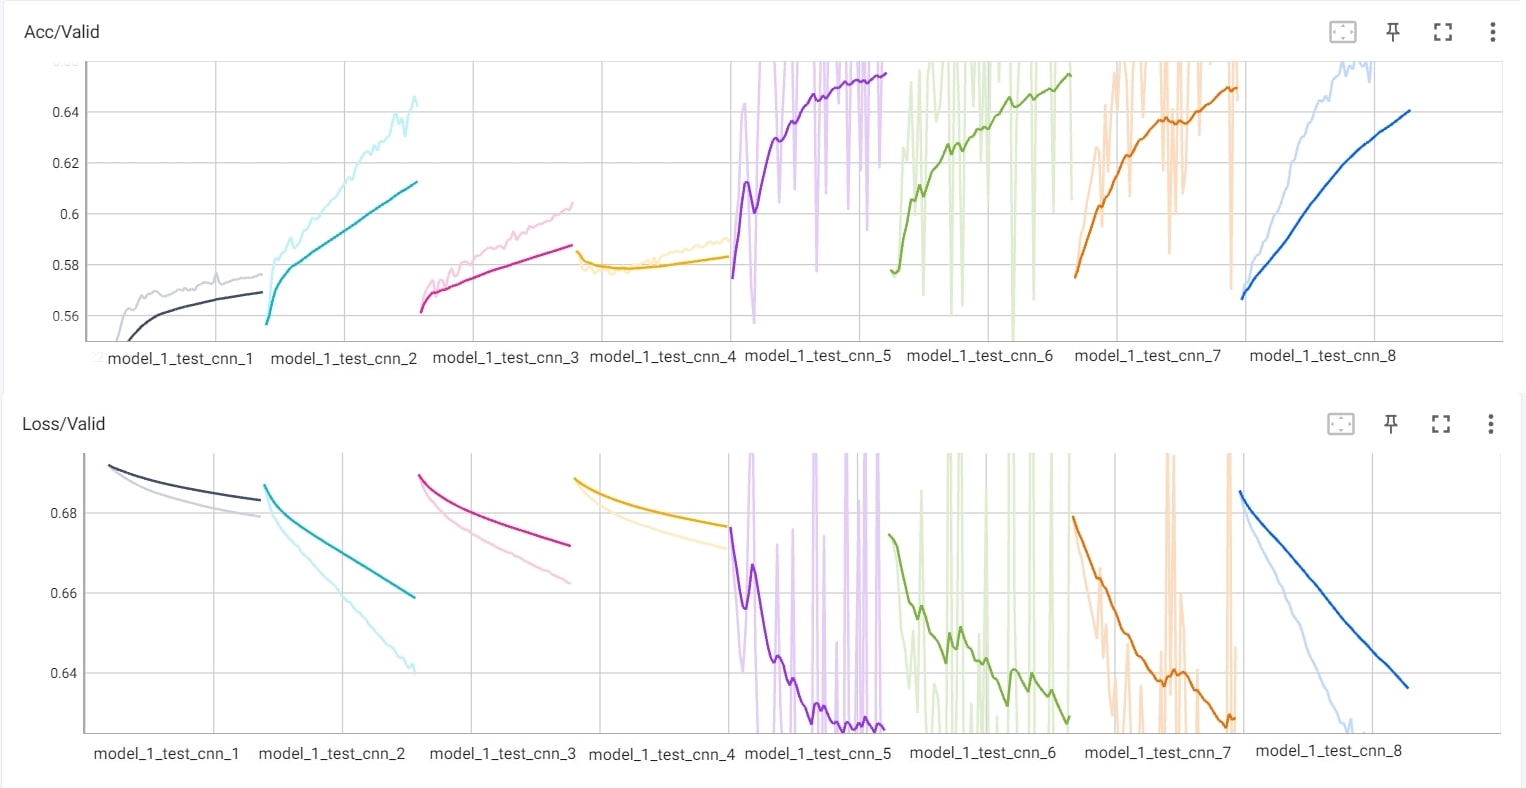 Acc/Valid
0.64
0.62
0.6
0.58
0.56
model_1_test_cnn_1 model_1_test_cnn_2 model_1_test_cnn_3 model_1_test_cnn_4 model_1_test_cnn_5 model_1_test_cnn_6 model_1_test_cnn_7 model_1_test_cnn_8
Loss/Valid
0.68
0.66
0.64
model_1_test_cnn_1 model_1_test_cnn_2 model_1_test_cnn_3 model_1_test_cnn_4 model_1_test_cnn_5 model_1_test_cnn_6 model_1_test_cnn_7 model_1_test_cnn_8